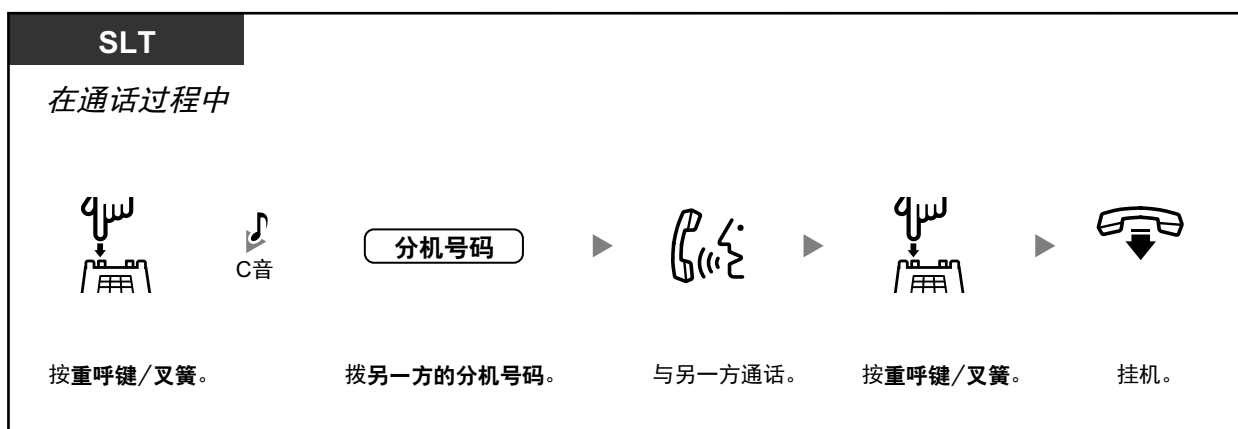 SLT
在通话过程中
C音
分机号码
按重呼键/叉簧。
拨另一方的分机号码。
与另一方通话。
按重呼键/叉簧。
挂机。